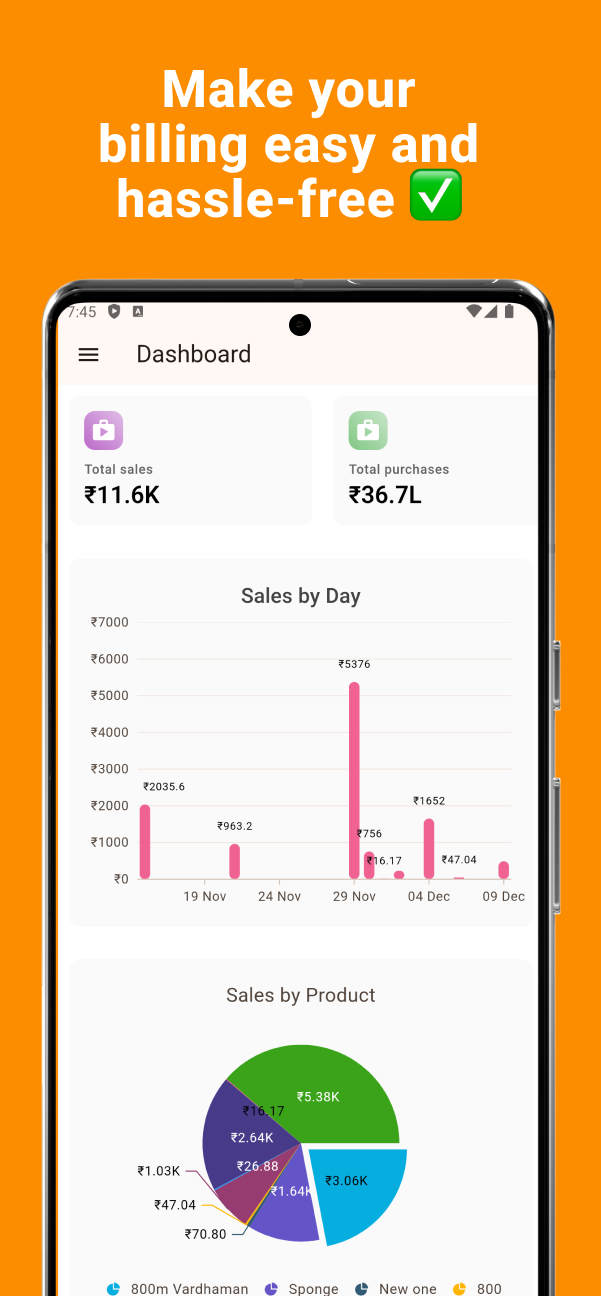 Make your
billing easy and
hassle-free ✅
7:45
Dashboard
Total sales
₹11.6K
Total purchases
₹36.7L
Sales by Day
₹7000
₹6000
₹5376
₹5000
₹4000
₹3000
₹2035.6
₹2000
₹1652
₹963.2
₹756
₹1000
₹16.17
₹47.04
₹0
19 Nov 24 Nov 29 Nov 04 Dec 09 Dec
Sales by Product
₹5.38K
₹16.17
₹2.64K
₹26.88
₹1.03K
₹3.06K
₹1.64K
₹47.04
₹70.80
800m Vardhaman Sponge New one 800